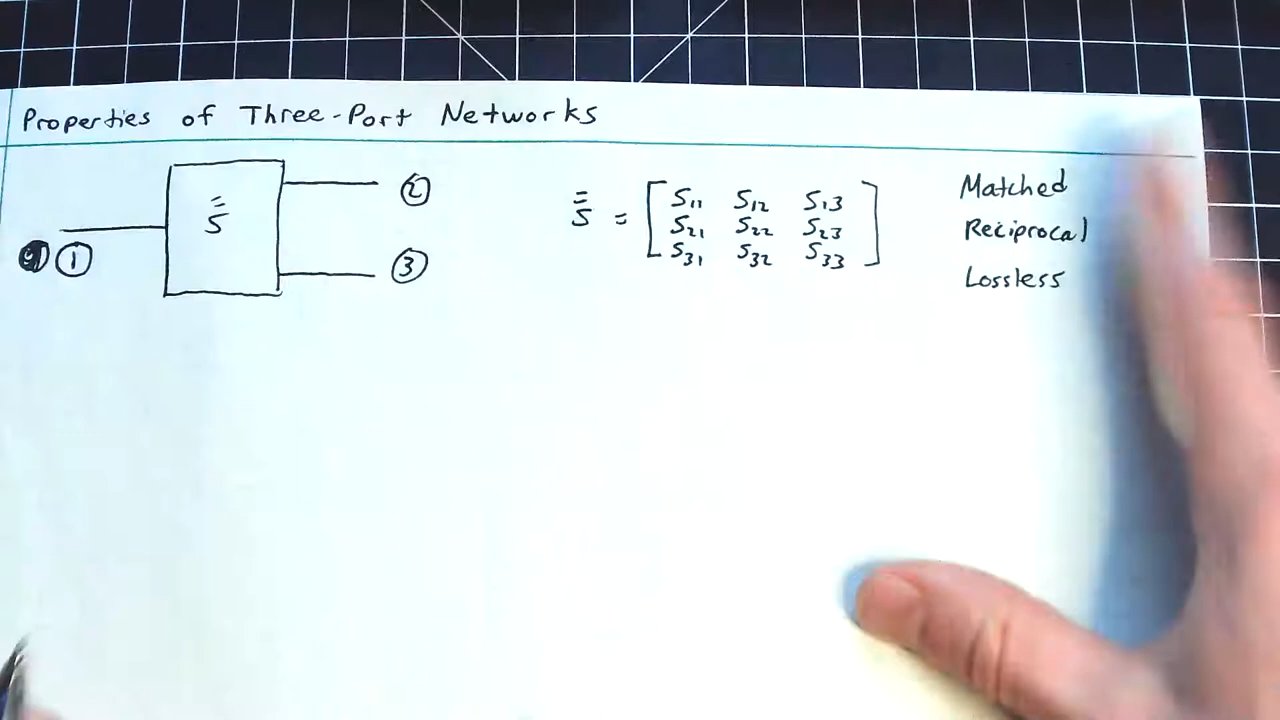 Properties of Three-Port Networks
S
① ② ③
S = [ S11 S12 S13
S21 S22 S23
S31 S32 S33 ]
Matched
Reciprocal
Lossless